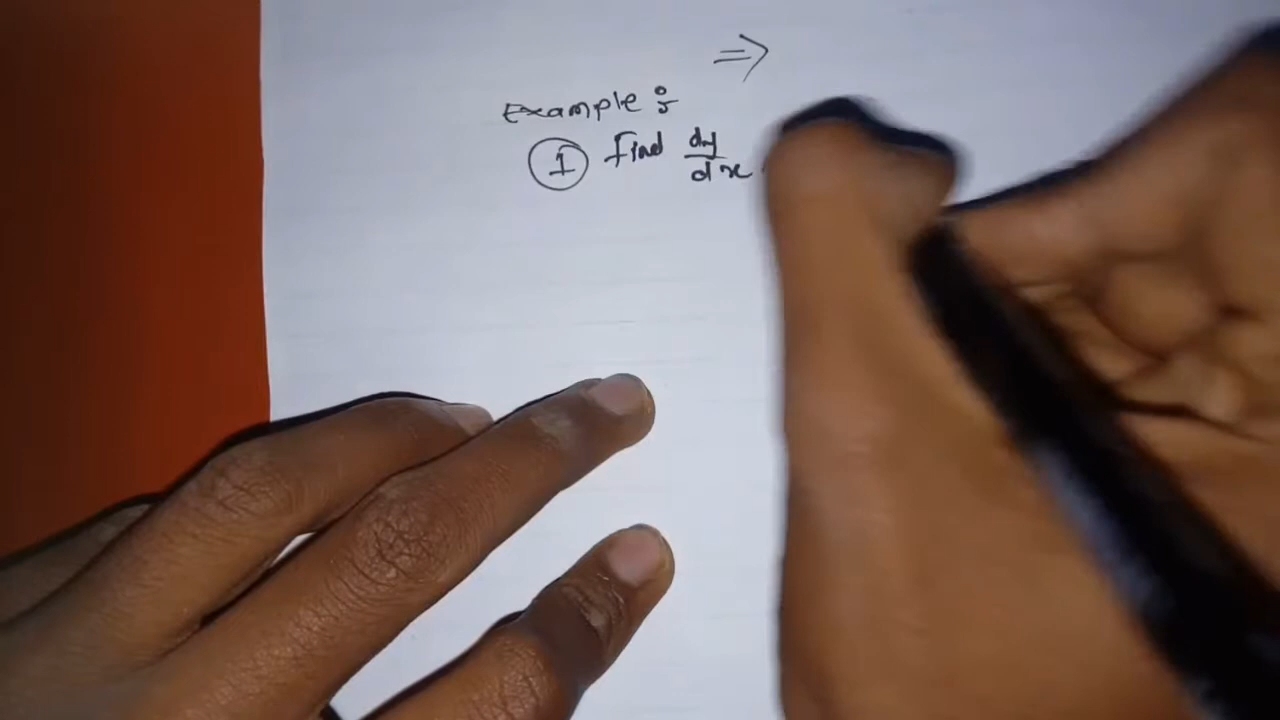 ⇒
Example :-
① find dy/dx